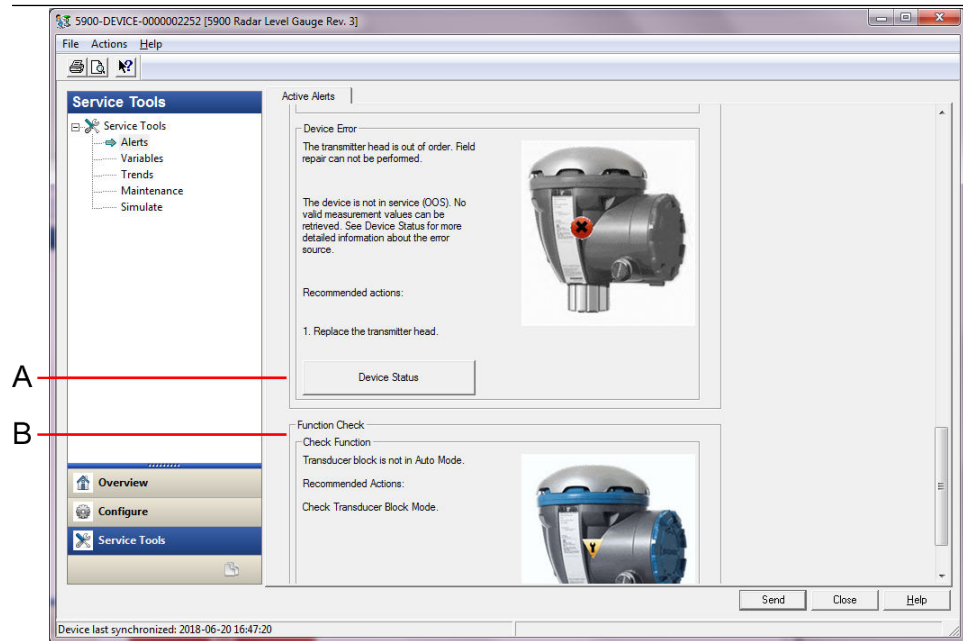 5900-DEVICE-0000002252 [5900 Radar Level Gauge Rev. 3]
File Actions Help
Service Tools
Service Tools
Alerts
Variables
Trends
Maintenance
Simulate
Overview
Configure
Service Tools
Active Alerts
Device Error
The transmitter head is out of order. Field
repair can not be performed.
The device is not in service (OOS). No
valid measurement values can be
retrieved. See Device Status for more
detailed information about the error
source.
Recommended actions:
1. Replace the transmitter head.
A
Device Status
B
Function Check
Check Function
Transducer block is not in Auto Mode.
Recommended Actions:
Check Transducer Block Mode.
Send Close Help
Device last synchronized: 2018-06-20 16:47:20